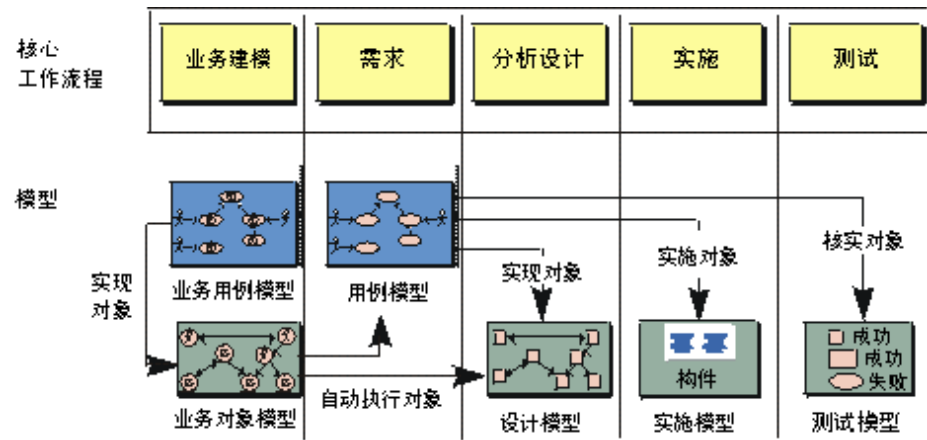 核心
工作流程
业务建模
需求
分析设计
实施
测试
模型
业务用例模型
用例模型
实现
对象
实现对象
实施对象
核实对象
业务对象模型
自动执行对象
设计模型
构件
实施模型
成功
成功
失败
测试模型